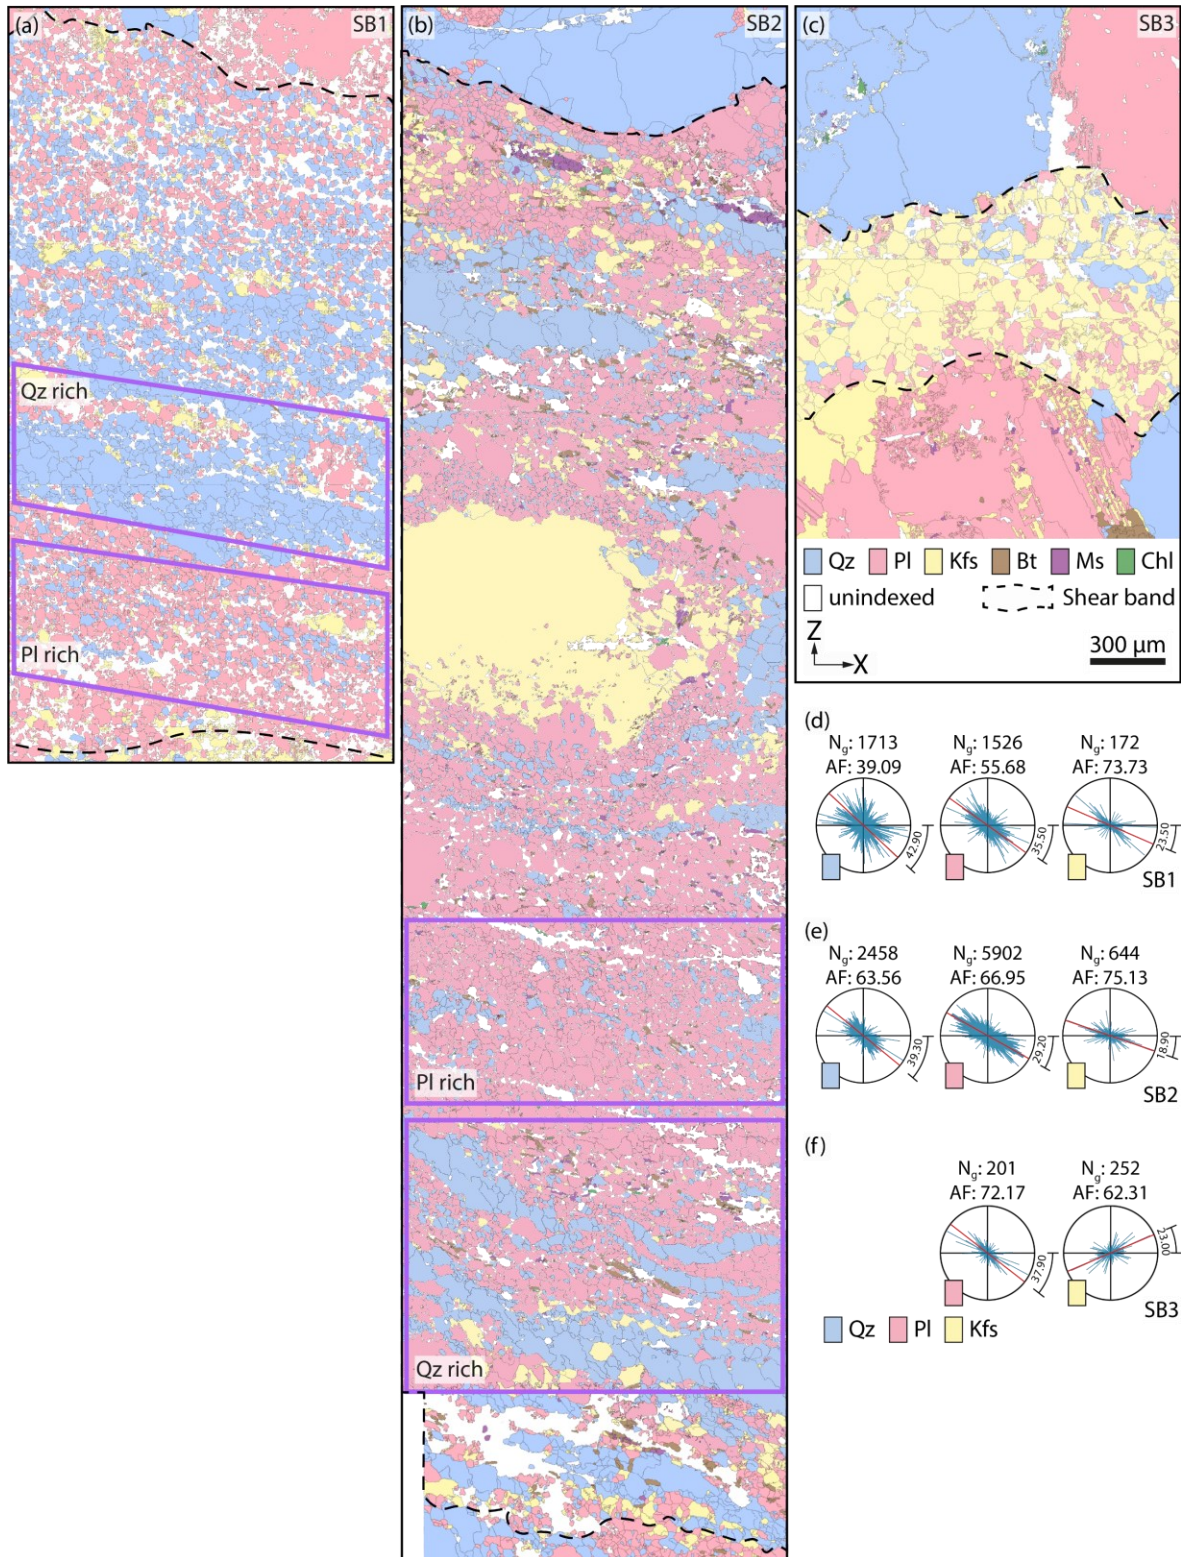 (a)
SB1
Qz rich
Pl rich
(b)
SB2
Pl rich
Qz rich
(c)
SB3
Qz Pl Kfs Bt Ms Chl
unindexed Shear band
Z
X
300 µm
(d)
Ng: 1713 Ng: 1526 Ng: 172
AF: 39.09 AF: 55.68 AF: 73.73
42.90 35.50 23.50
SB1
(e)
Ng: 2458 Ng: 5902 Ng: 644
AF: 63.56 AF: 66.95 AF: 75.13
39.30 29.20 18.90
SB2
(f)
Ng: 201 Ng: 252
AF: 72.17 AF: 62.31
37.90 23.00
SB3
Qz Pl Kfs